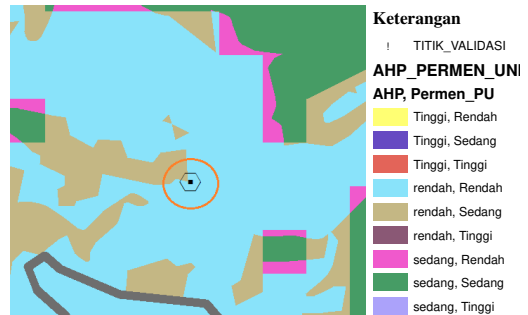 Keterangan
! TITIK_VALIDASI
AHP_PERMEN_UNI
AHP, Permen_PU
Tinggi, Rendah
Tinggi, Sedang
Tinggi, Tinggi
rendah, Rendah
rendah, Sedang
rendah, Tinggi
sedang, Rendah
sedang, Sedang
sedang, Tinggi